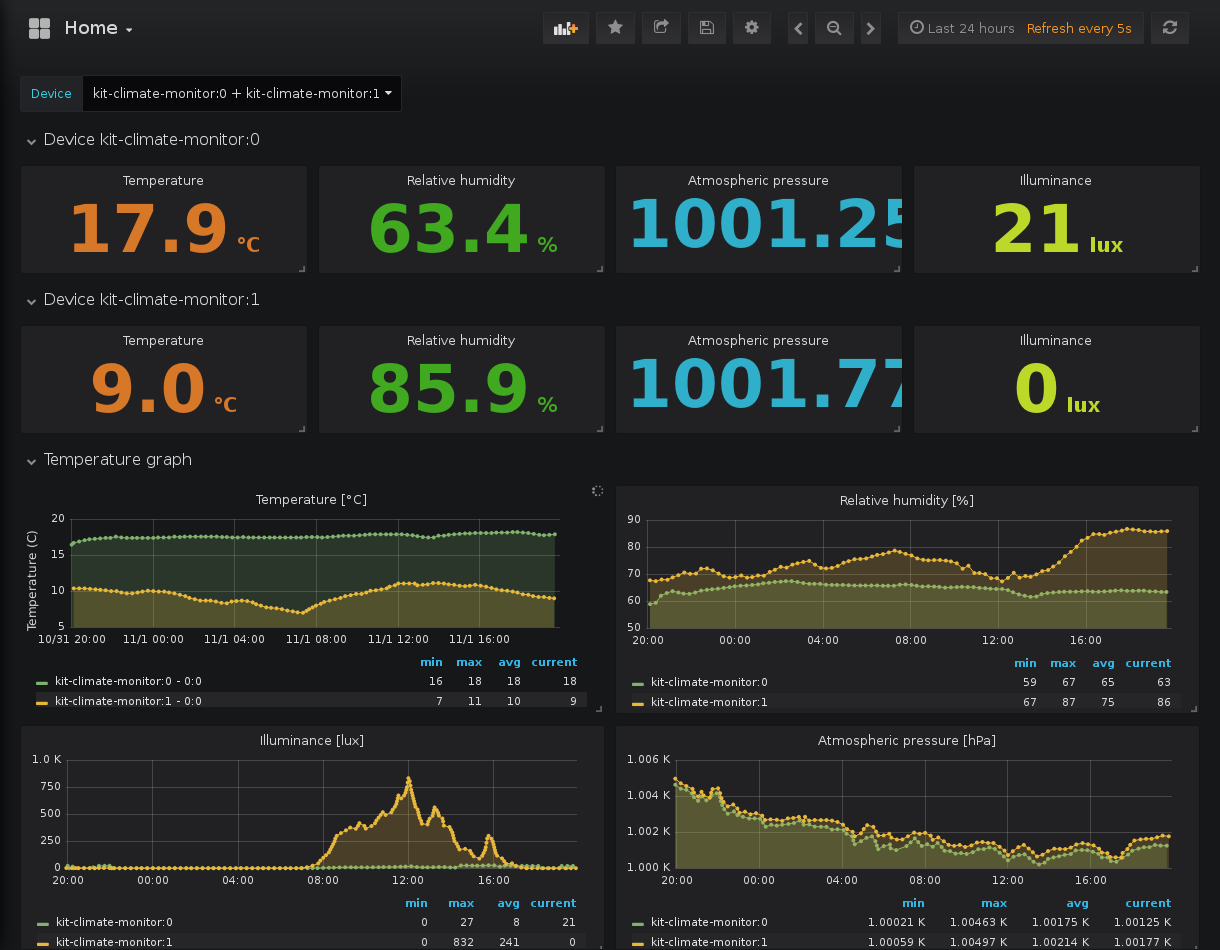 Home
Last 24 hours Refresh every 5s
Device kit-climate-monitor:0 + kit-climate-monitor:1
Device kit-climate-monitor:0
Temperature Relative humidity Atmospheric pressure Illuminance
17.9 °C 63.4 % 1001.25 21 lux
Device kit-climate-monitor:1
Temperature Relative humidity Atmospheric pressure Illuminance
9.0 °C 85.9 % 1001.77 0 lux
Temperature graph
Temperature [°C]
Temperature (C)
20
15
10
5
10/31 20:00 11/1 00:00 11/1 04:00 11/1 08:00 11/1 12:00 11/1 16:00
min max avg current
kit-climate-monitor:0 - 0:0 16 18 18 18
kit-climate-monitor:1 - 0:0 7 11 10 9
Relative humidity [%]
90
80
70
60
50
20:00 00:00 04:00 08:00 12:00 16:00
min max avg current
kit-climate-monitor:0 59 67 65 63
kit-climate-monitor:1 67 87 75 86
Illuminance [lux]
1.0 K
750
500
250
0
20:00 00:00 04:00 08:00 12:00 16:00
min max avg current
kit-climate-monitor:0 0 27 8 21
kit-climate-monitor:1 0 832 241 0
Atmospheric pressure [hPa]
1.006 K
1.004 K
1.002 K
1.000 K
20:00 00:00 04:00 08:00 12:00 16:00
min max avg current
kit-climate-monitor:0 1.00021 K 1.00463 K 1.00175 K 1.00125 K
kit-climate-monitor:1 1.00059 K 1.00497 K 1.00214 K 1.00177 K